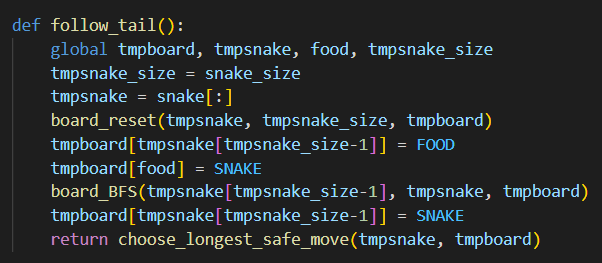 def follow_tail():
    global tmpboard, longsnake, food, tmpsnake_size
    tmpsnake_size = snake_size
    tmpsnake = snake[:]
    board_reset(tmpsnake, tmpsnake_size, tmpboard)
    tmpboard[tmpsnake[tmpsnake_size-1]] = FOOD
    tmpboard[food] = SNAKE
    board_BFS(tmpsnake[tmpsnake_size-1], tmpsnake, tmpboard)
    tmpboard[tmpsnake[tmpsnake_size-1]] = SNAKE
    return choose_longest_safe_move(tmpsnake, tmpboard)